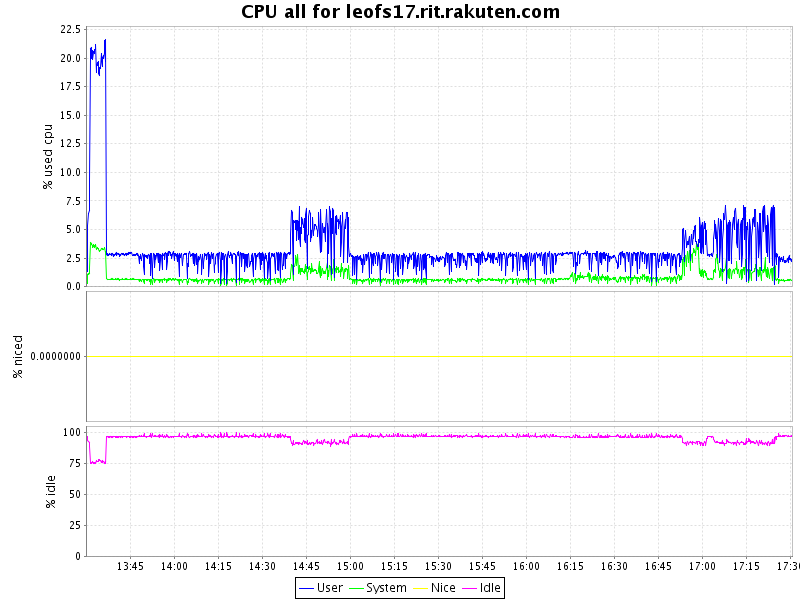 CPU all for leofs17.rit.rakuten.com
% used cpu
22.5
20.0
17.5
15.0
12.5
10.0
7.5
5.0
2.5
0.0
% niced
0.0000000
% idle
100
75
50
25
0
13:45 14:00 14:15 14:30 14:45 15:00 15:15 15:30 15:45 16:00 16:15 16:30 16:45 17:00 17:15 17:30
User System Nice Idle